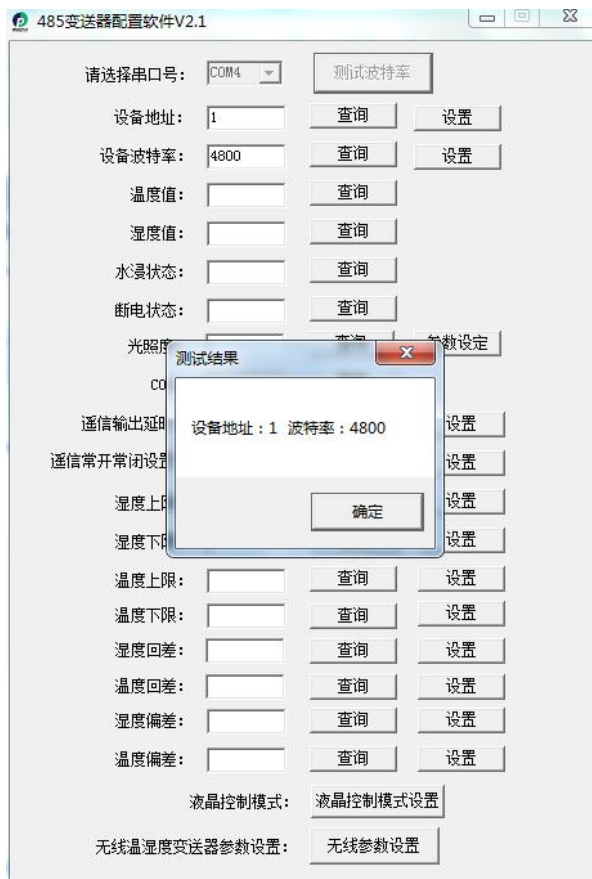 485变送器配置软件V2.1
请选择串口号： COM4 测试波特率
设备地址： 1 查询 设置
设备波特率： 4800 查询 设置
温度值： 查询
湿度值： 查询
水浸状态： 查询
断电状态： 查询
光照度 查询 参数设定
测试结果
CO
设备地址：1 波特率：4800
遥信输出延时 设置
遥信常开常闭设置 设置
确定
湿度上限 设置
湿度下限 设置
温度上限： 查询 设置
温度下限： 查询 设置
湿度回差： 查询 设置
温度回差： 查询 设置
湿度偏差： 查询 设置
温度偏差： 查询 设置
液晶控制模式： 液晶控制模式设置
无线温湿度变送器参数设置： 无线参数设置